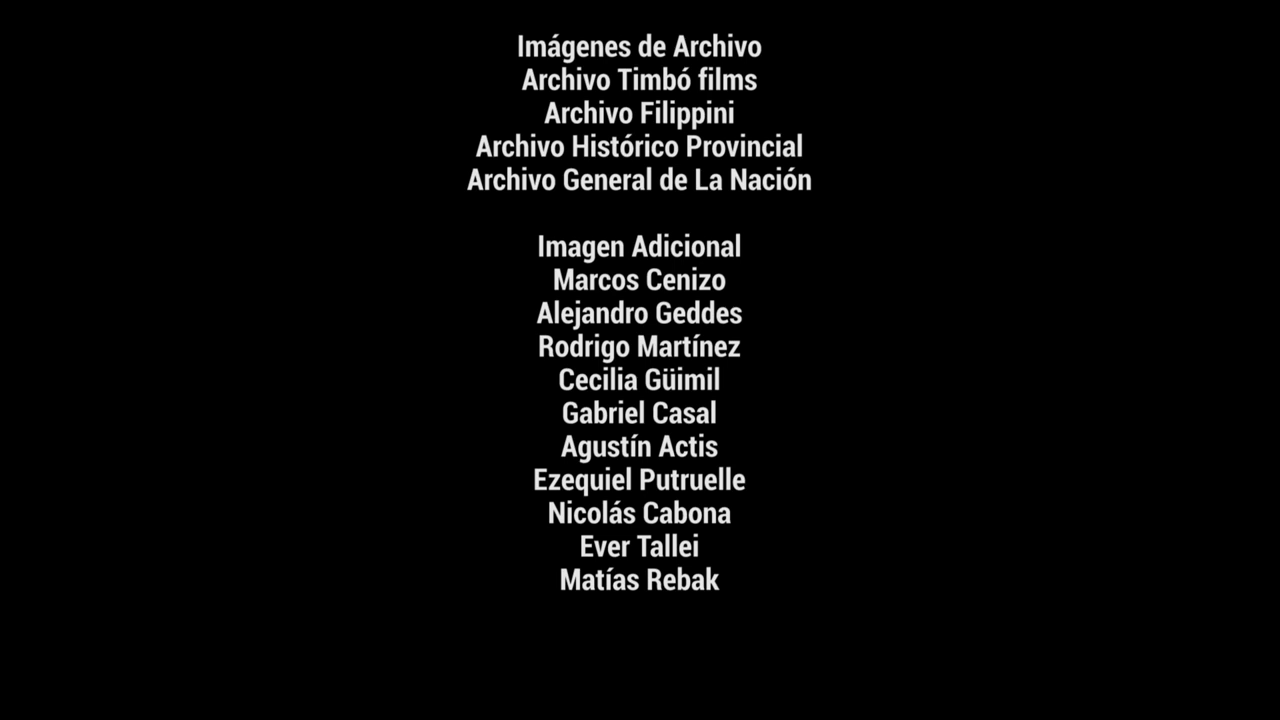 Imágenes de Archivo
Archivo Timbó films
Archivo Filippini
Archivo Histórico Provincial
Archivo General de La Nación
Imagen Adicional
Marcos Cenizo
Alejandro Geddes
Rodrigo Martínez
Cecilia Güimil
Gabriel Casal
Agustín Actis
Ezequiel Putruelle
Nicolás Cabona
Ever Tallei
Matías Rebak